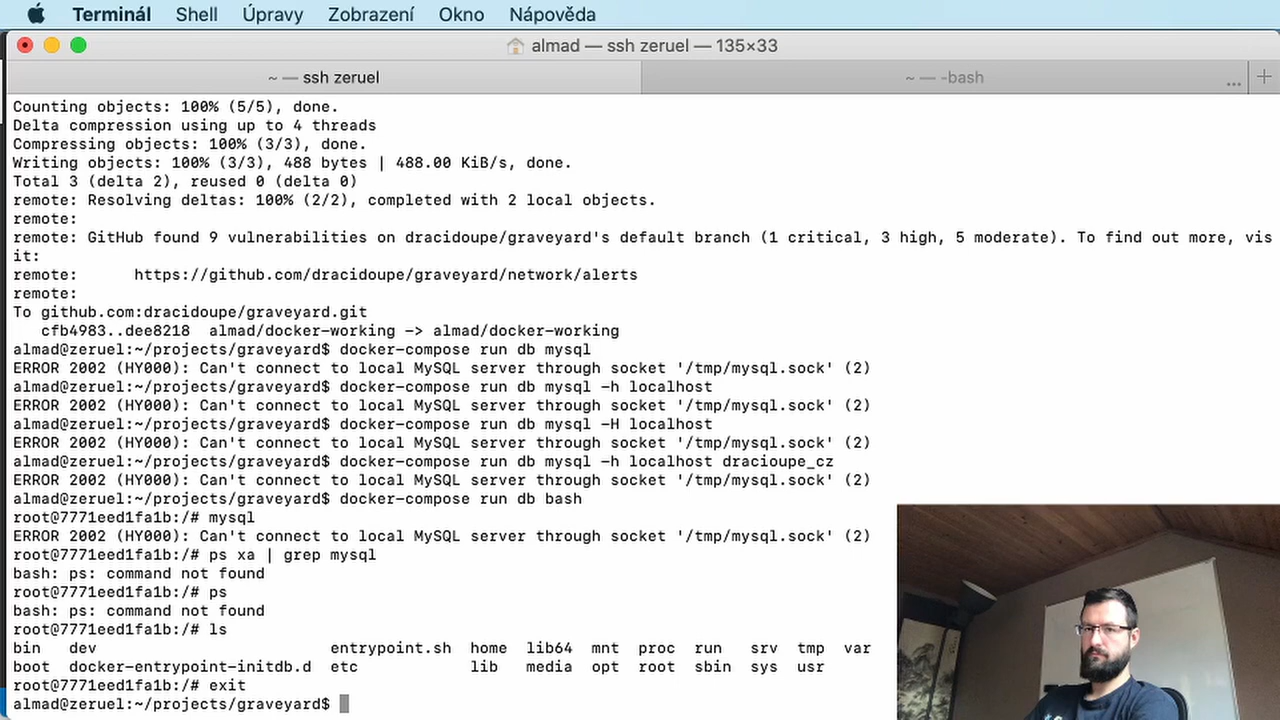 Terminál Shell Úpravy Zobrazení Okno Nápověda
almad — ssh zeruel — 135×33
~ — ssh zeruel
~ — -bash
...
Counting objects: 100% (5/5), done.
Delta compression using up to 4 threads
Compressing objects: 100% (3/3), done.
Writing objects: 100% (3/3), 488 bytes | 488.00 KiB/s, done.
Total 3 (delta 2), reused 0 (delta 0)
remote: Resolving deltas: 100% (2/2), completed with 2 local objects.
remote:
remote: GitHub found 9 vulnerabilities on dracidoupe/graveyard's default branch (1 critical, 3 high, 5 moderate). To find out more, vis
it:
remote:      https://github.com/dracidoupe/graveyard/network/alerts
remote:
To github.com:dracidoupe/graveyard.git
   cfb4983..dee8218  almad/docker-working -> almad/docker-working
almad@zeruel:~/projects/graveyard$ docker-compose run db mysql
ERROR 2002 (HY000): Can't connect to local MySQL server through socket '/tmp/mysql.sock' (2)
almad@zeruel:~/projects/graveyard$ docker-compose run db mysql -h localhost
ERROR 2002 (HY000): Can't connect to local MySQL server through socket '/tmp/mysql.sock' (2)
almad@zeruel:~/projects/graveyard$ docker-compose run db mysql -H localhost
ERROR 2002 (HY000): Can't connect to local MySQL server through socket '/tmp/mysql.sock' (2)
almad@zeruel:~/projects/graveyard$ docker-compose run db mysql -h localhost dracioupe_cz
ERROR 2002 (HY000): Can't connect to local MySQL server through socket '/tmp/mysql.sock' (2)
almad@zeruel:~/projects/graveyard$ docker-compose run db bash
root@7771eed1fa1b:/# mysql
ERROR 2002 (HY000): Can't connect to local MySQL server through socket '/tmp/mysql.sock' (2)
root@7771eed1fa1b:/# ps xa | grep mysql
bash: ps: command not found
root@7771eed1fa1b:/# ps
bash: ps: command not found
root@7771eed1fa1b:/# ls
bin   dev                         entrypoint.sh  home  lib64  mnt  proc  run   srv  tmp  var
boot  docker-entrypoint-initdb.d  etc            lib   media  opt  root  sbin  sys  usr
root@7771eed1fa1b:/# exit
almad@zeruel:~/projects/graveyard$